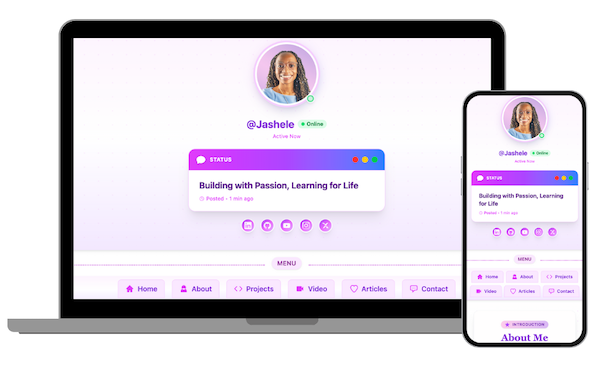 @Jashele
Online
Active Now
STATUS
Building with Passion, Learning for Life
Posted - 1 min ago
MENU
Home
About
Projects
Video
Articles
Contact
@Jashele
Online
Active Now
STATUS
Building with Passion, Learning
for Life
Posted - 1 min ago
MENU
Home
About
Projects
Video
Articles
Contact
INTRODUCTION
About Me